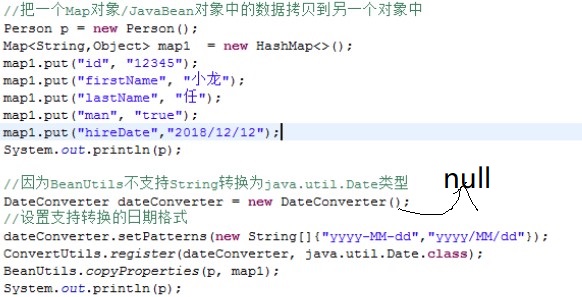 //把一个Map对象/JavaBean对象中的数据拷贝到另一个对象中
Person p = new Person();
Map<String,Object> map1  = new HashMap<>();
map1.put("id", "12345");
map1.put("firstName", "小龙");
map1.put("lastName", "任");
map1.put("man", "true");
map1.put("hireDate","2018/12/12");
System.out.println(p);
//因为BeanUtils不支持String转换为java.util.Date类型
null
DateConverter dateConverter = new DateConverter();
//设置支持转换的日期格式
dateConverter.setPatterns(new String[]{"yyyy-MM-dd","yyyy/MM/dd"});
ConvertUtils.register(dateConverter, java.util.Date.class);
BeanUtils.copyProperties(p, map1);
System.out.println(p);